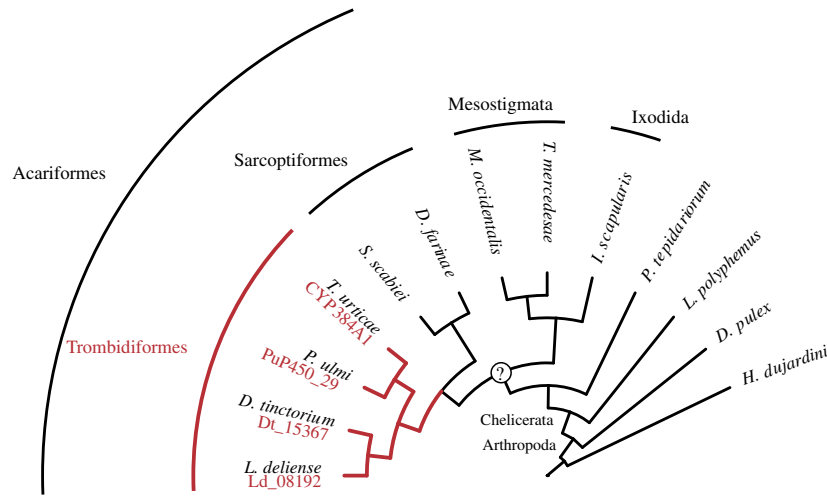 Acariformes
Trombidiformes
Sarcoptiformes
Mesostigmata
Ixodida
L. deliense
Ld_08192
D. tinctorium
Dt_15367
P. ulmi
PuP450_29
T. urticae
CYP384A1
S. scabiei
D. farinae
M. occidentalis
T. mercedesae
I. scapularis
P. tepidariorum
L. polyphemus
D. pulex
H. dujardini
?
Chelicerata
Arthropoda